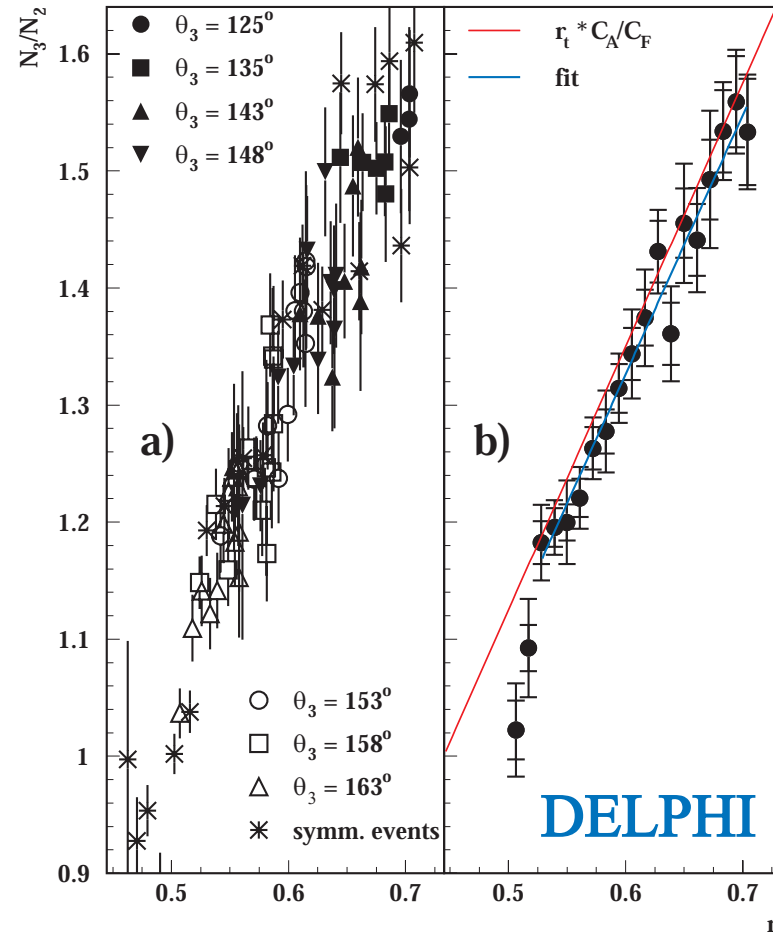 N₃/N₂
1.6
1.5
1.4
1.3
1.2
1.1
1
0.9
θ₃ = 125°
θ₃ = 135°
θ₃ = 143°
θ₃ = 148°
a)
θ₃ = 153°
θ₃ = 158°
θ₃ = 163°
symm. events
0.5 0.6 0.7
rₜ * C_A/C_F
fit
b)
DELPHI
0.5 0.6 0.7